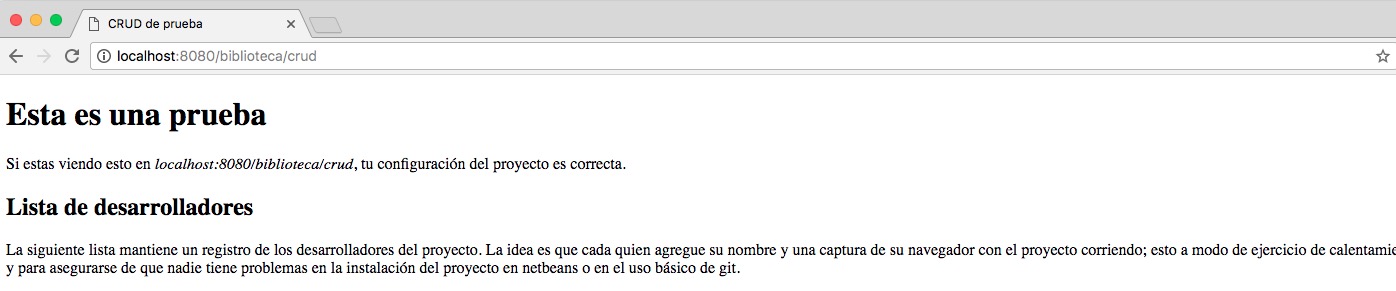 CRUD de prueba
localhost:8080/biblioteca/crud
Esta es una prueba
Si estas viendo esto en localhost:8080/biblioteca/crud, tu configuración del proyecto es correcta.
Lista de desarrolladores
La siguiente lista mantiene un registro de los desarrolladores del proyecto. La idea es que cada quien agregue su nombre y una captura de su navegador con el proyecto corriendo; esto a modo de ejercicio de
y para asegurarse de que nadie tiene problemas en la instalación del proyecto en netbeans o en el uso básico de git.